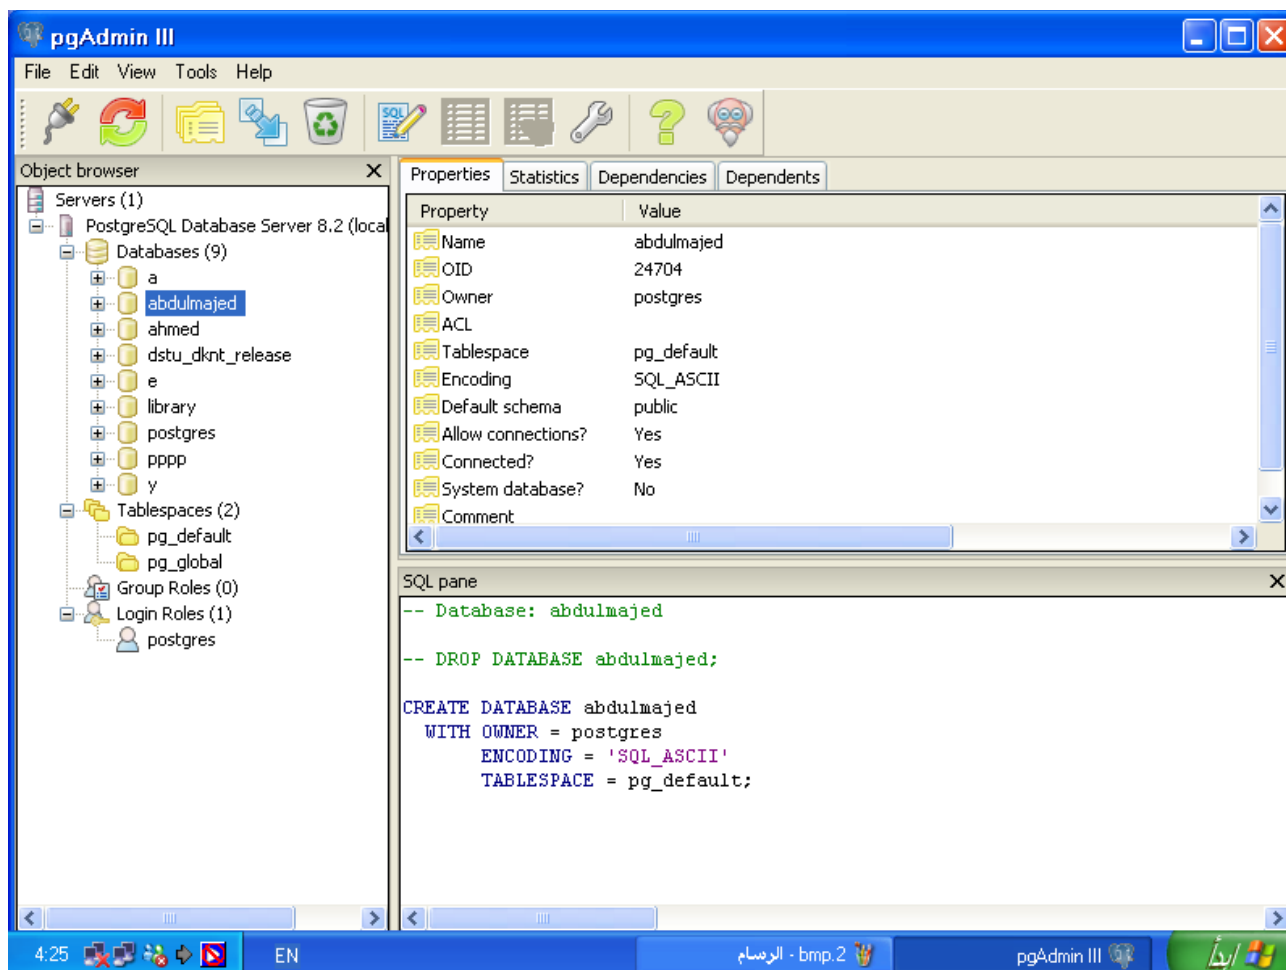 pgAdmin III
File Edit View Tools Help
SQL
Object browser
Servers (1)
PostgreSQL Database Server 8.2 (local
Databases (9)
a
abdulmajed
ahmed
dstu_dknt_release
e
library
postgres
pppp
y
Tablespaces (2)
pg_default
pg_global
Group Roles (0)
Login Roles (1)
postgres
Properties Statistics Dependencies Dependents
Property Value
Name abdulmajed
OID 24704
Owner postgres
ACL
Tablespace pg_default
Encoding SQL_ASCII
Default schema public
Allow connections? Yes
Connected? Yes
System database? No
Comment
SQL pane
-- Database: abdulmajed
-- DROP DATABASE abdulmajed;
CREATE DATABASE abdulmajed
WITH OWNER = postgres
ENCODING = 'SQL_ASCII'
TABLESPACE = pg_default;
4:25 EN bmp.2 - الرسام pgAdmin III ابدأ